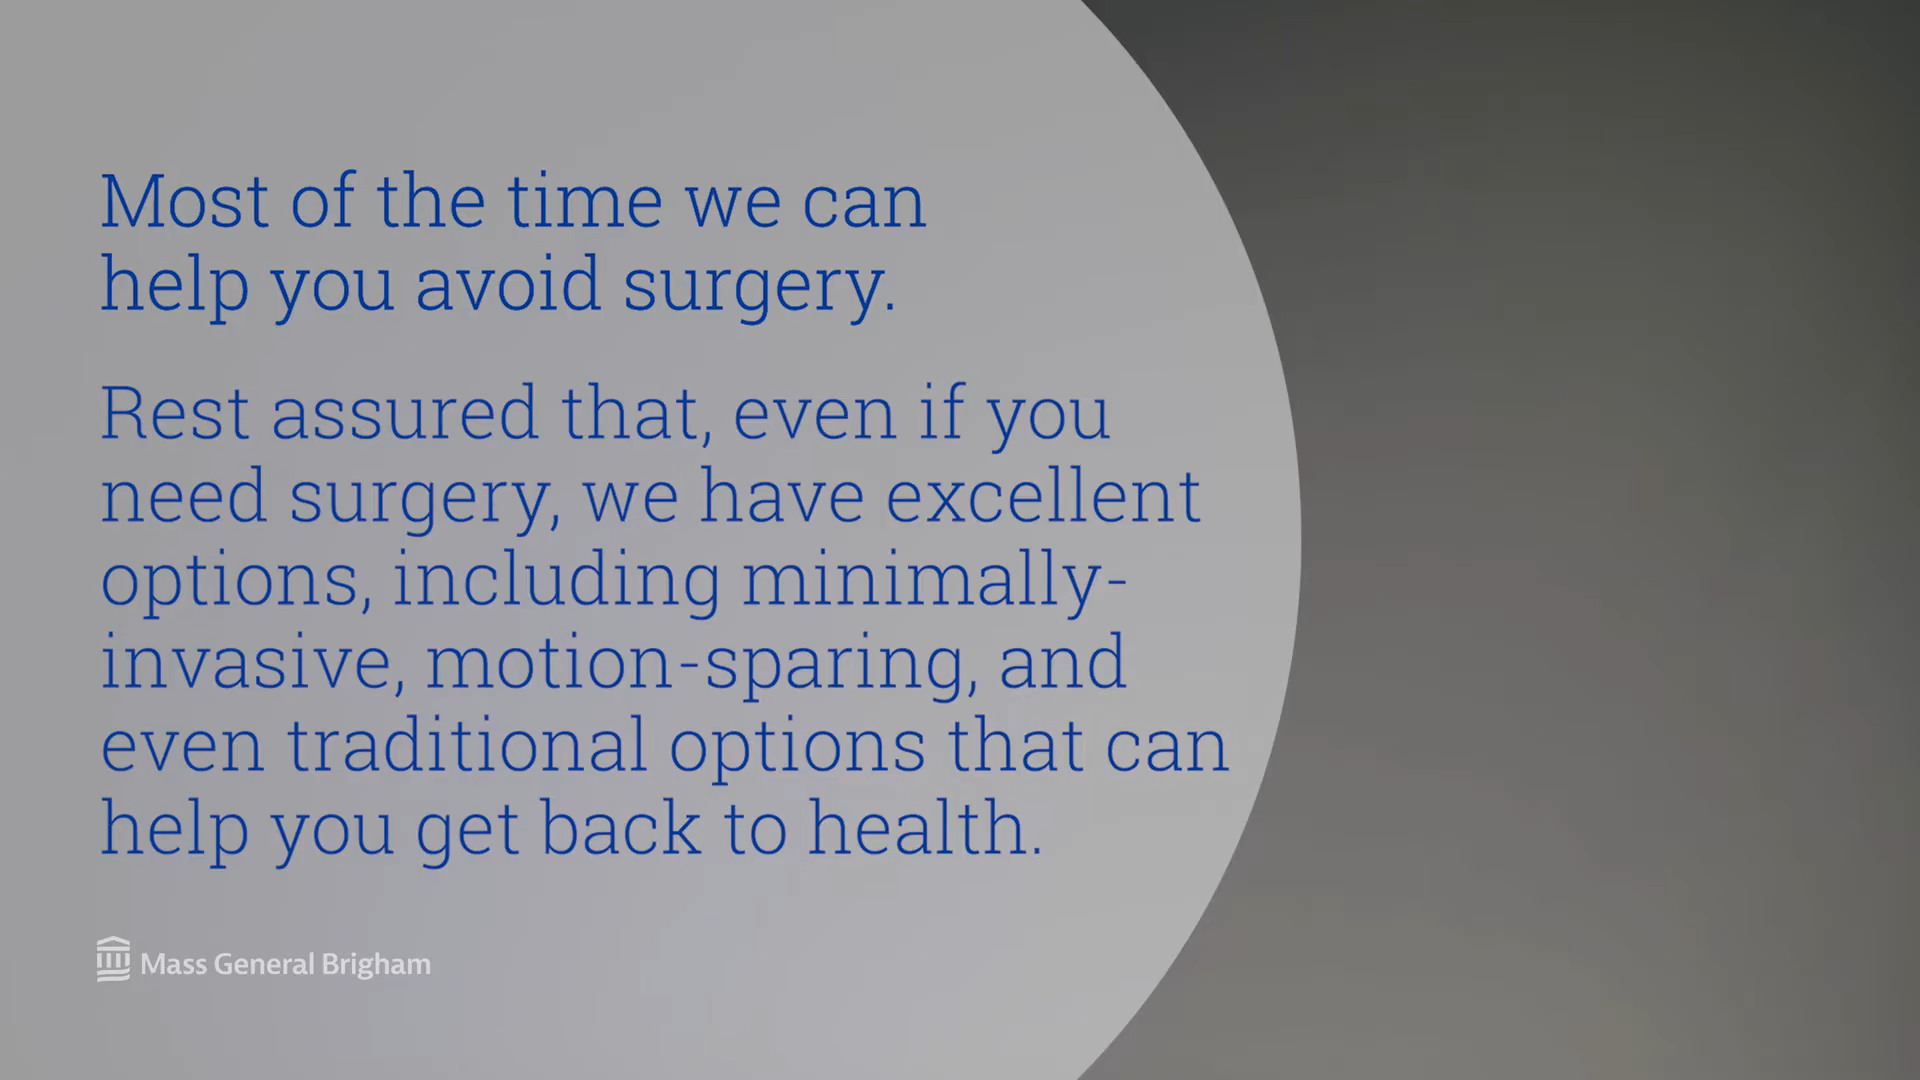 Most of the time we can
help you avoid surgery.
Rest assured that, even if you
need surgery, we have excellent
options, including minimally-
invasive, motion-sparing, and
even traditional options that can
help you get back to health.
Mass General Brigham